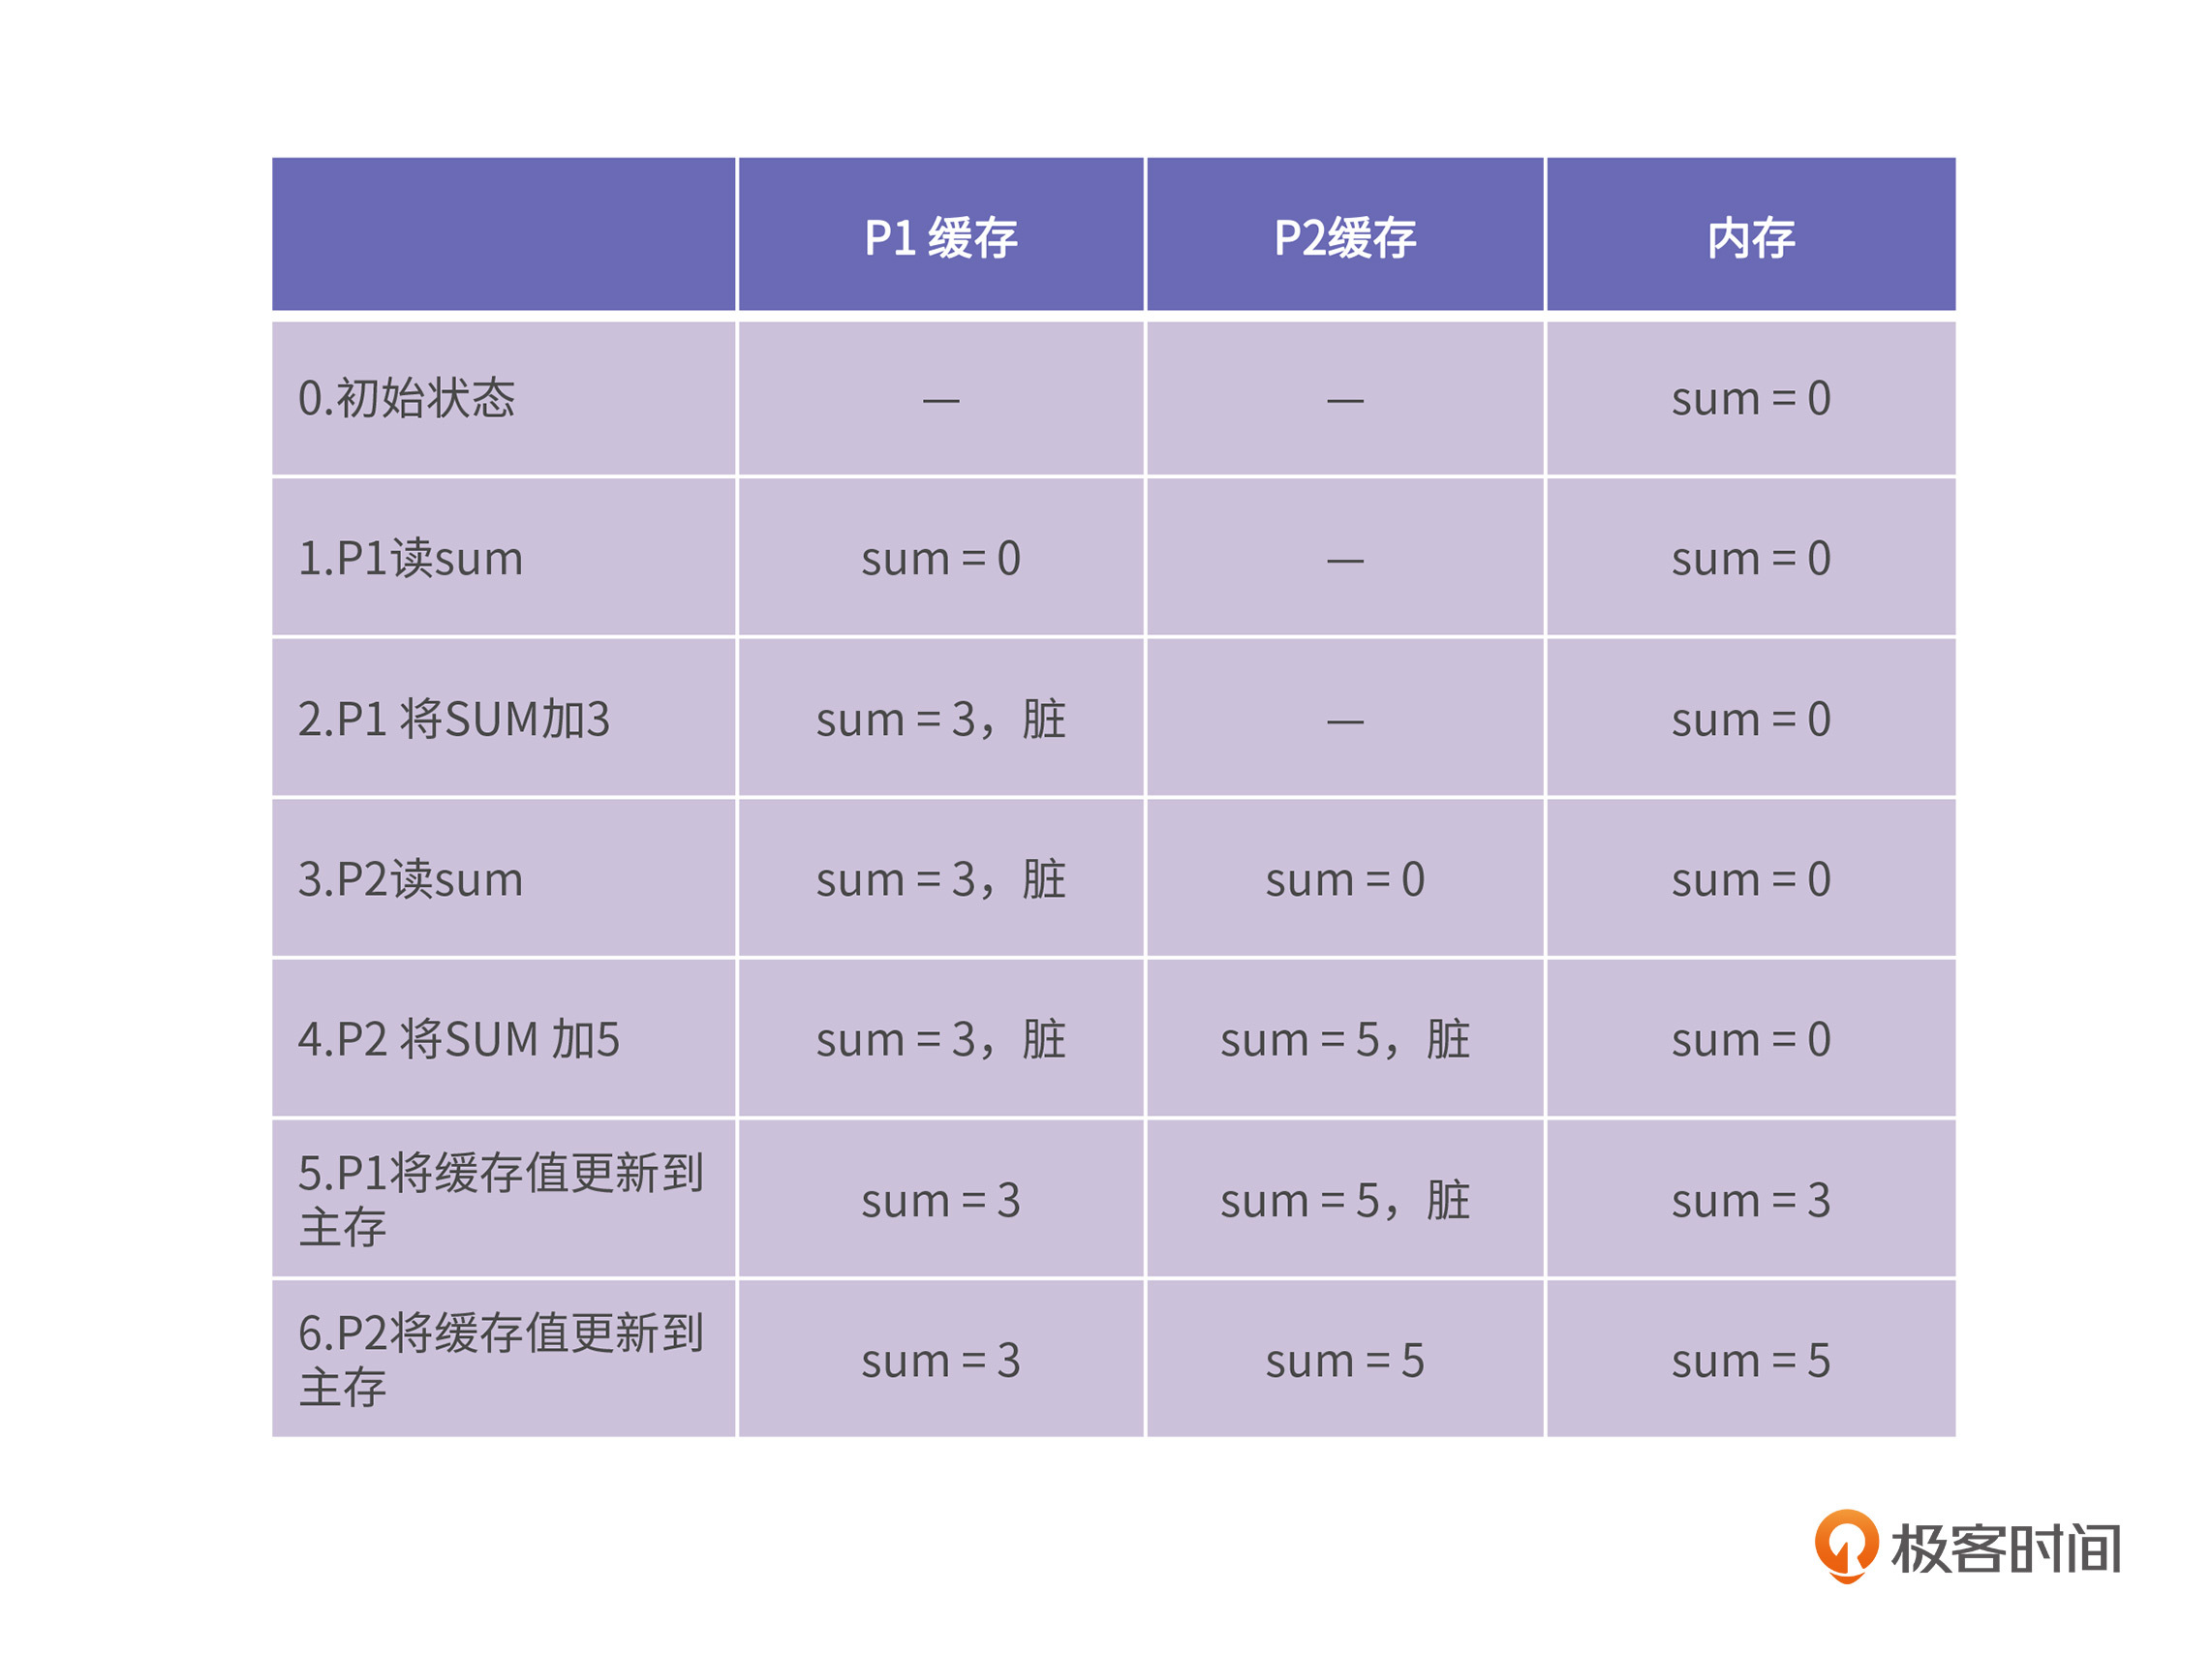 P1 缓存 P2缓存 内存
0.初始状态 — — sum = 0
1.P1读sum sum = 0 — sum = 0
2.P1 将SUM加3 sum = 3，脏 — sum = 0
3.P2读sum sum = 3，脏 sum = 0 sum = 0
4.P2 将SUM 加5 sum = 3，脏 sum = 5，脏 sum = 0
5.P1将缓存值更新到
主存 sum = 3 sum = 5，脏 sum = 3
6.P2将缓存值更新到
主存 sum = 3 sum = 5 sum = 5
极客时间